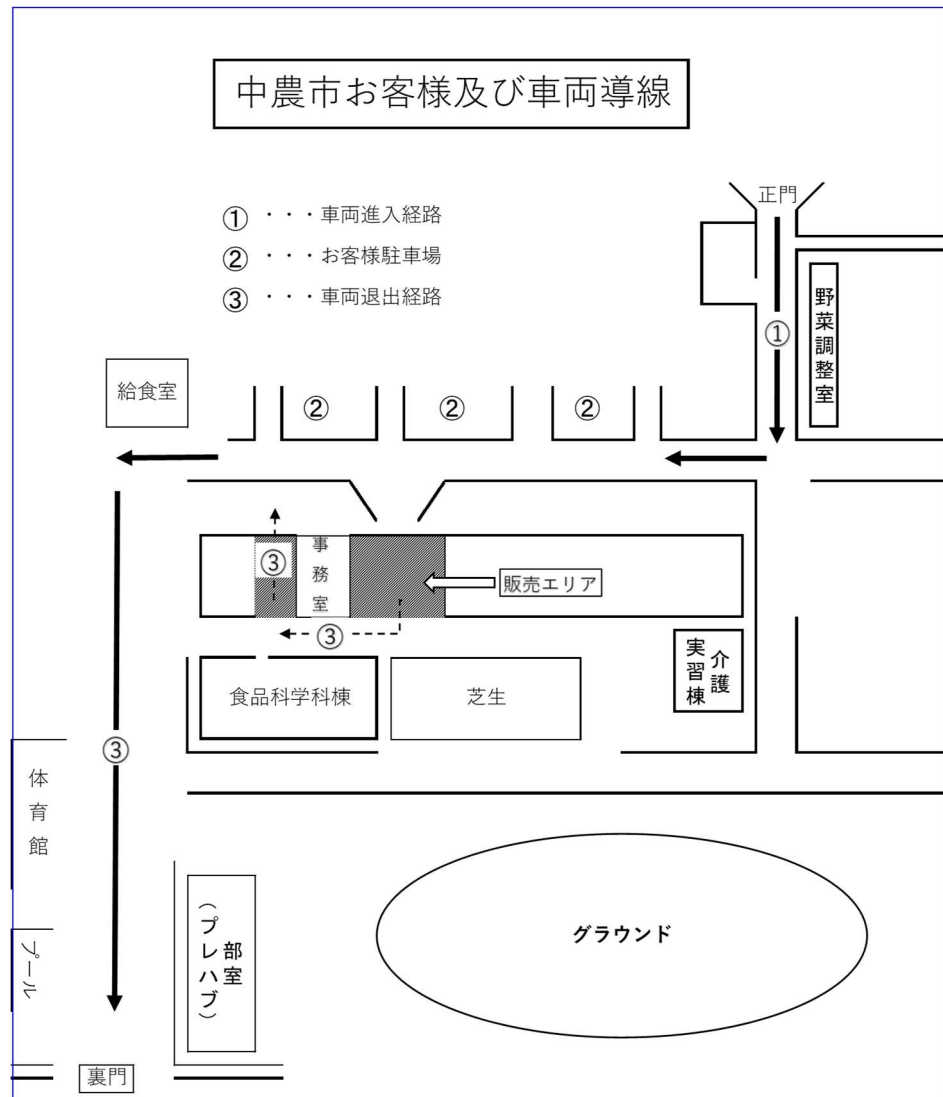 中農市お客様及び車両導線
① ・・・車両進入経路
② ・・・お客様駐車場
③ ・・・車両退出経路
正門
①
野菜調整室
給食室
②
②
②
③
事務室
販売エリア
③
食品科学科棟
芝生
介護
実習棟
③
体育館
グラウンド
部室
(プレハブ)
プール
裏門